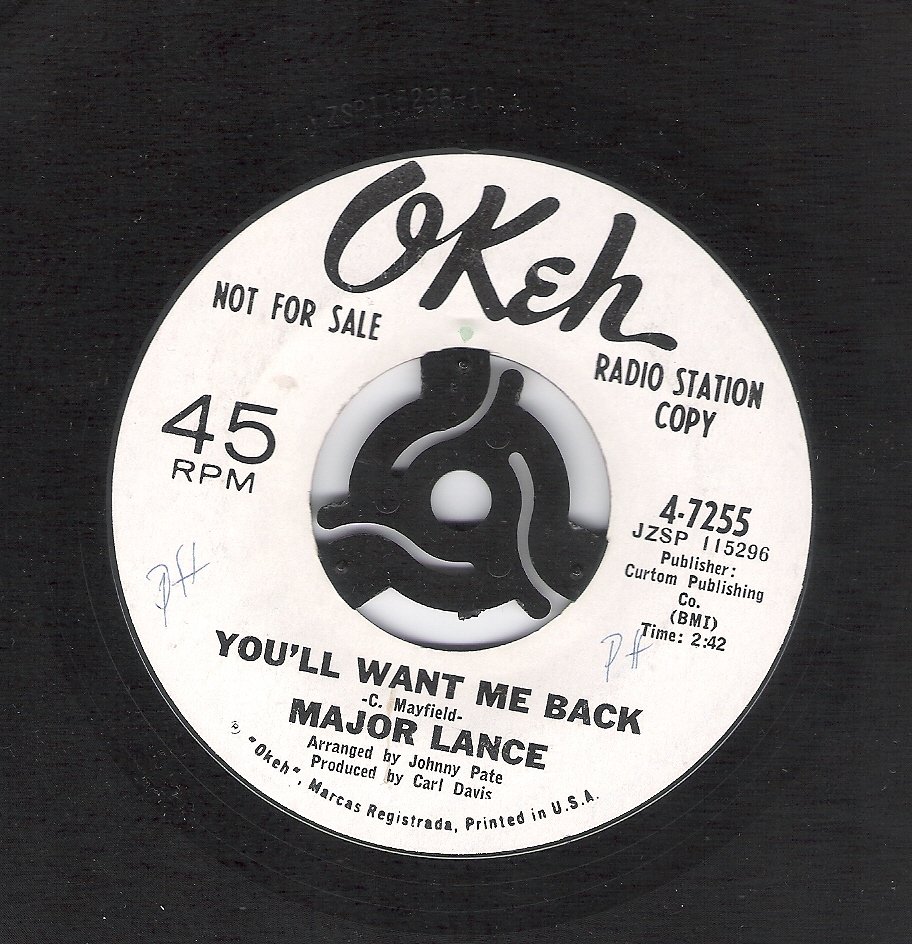 OKeh
NOT FOR SALE
RADIO STATION
COPY
45
RPM
4-7255
JZSP 115296
Publisher:
Curtom Publishing
Co.
(BMI)
Time: 2:42
PH
PH
YOU'LL WANT ME BACK
-C. Mayfield-
MAJOR LANCE
Arranged by Johnny Pate
Produced by Carl Davis
"Okeh", Marcas Registrada, Printed in U.S.A.